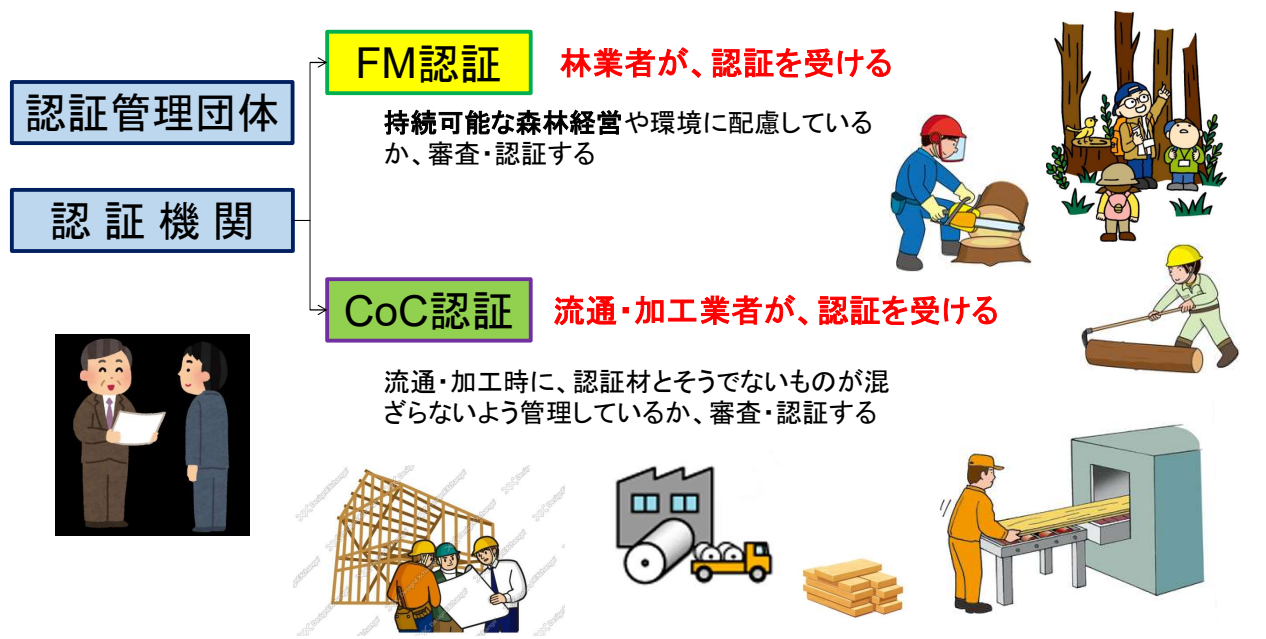 認証管理団体
認証機関
FM認証
林業者が、認証を受ける
持続可能な森林経営や環境に配慮している
か、審査・認証する
CoC認証
流通・加工業者が、認証を受ける
流通・加工時に、認証材とそうでないものが混
ざらないよう管理しているか、審査・認証する